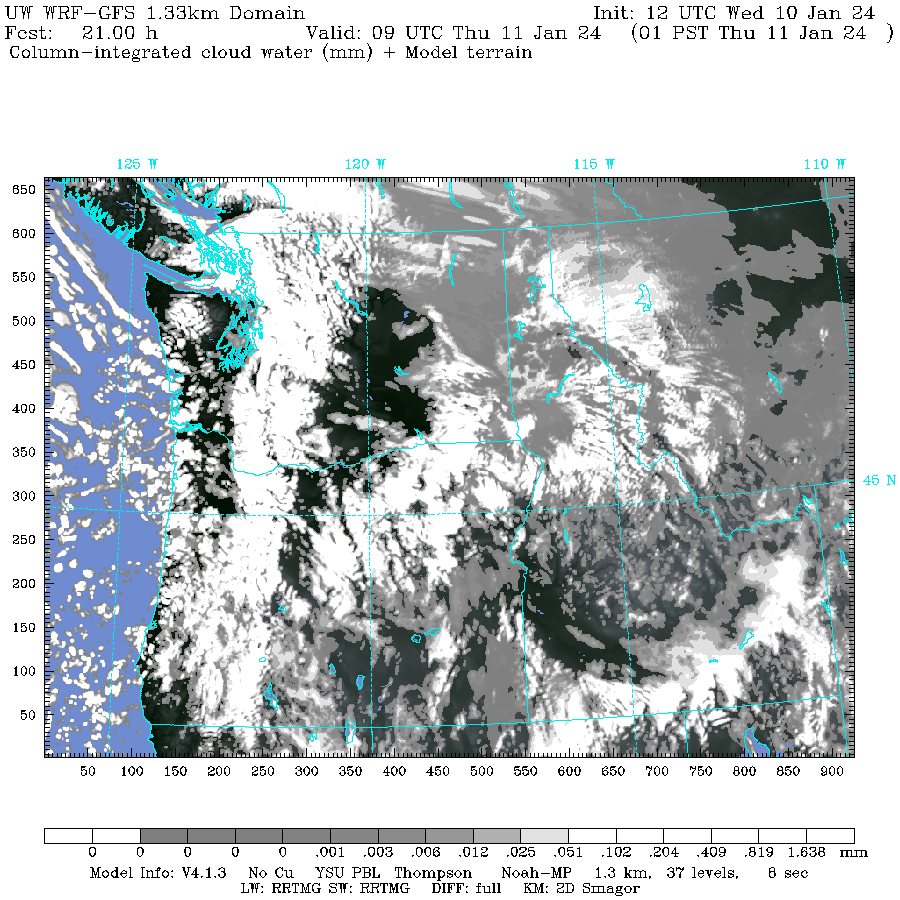 UW WRF-GFS 1.33km Domain Init: 12 UTC Wed 10 Jan 24
Fcst: 21.00 h Valid: 09 UTC Thu 11 Jan 24 (01 PST Thu 11 Jan 24 )
Column-integrated cloud water (mm) + Model terrain
125 W 120 W 115 W 110 W
650
600
550
500
450
400
350
45 N
300
250
200
150
100
50
50 100 150 200 250 300 350 400 450 500 550 600 650 700 750 800 850 900
0 0 0 0 0 .001 .003 .006 .012 .025 .051 .102 .204 .409 .819 1.638 mm
Model Info: V4.1.3 No Cu YSU PBL Thompson Noah-MP 1.3 km, 37 levels, 8 sec
LW: RRTMG SW: RRTMG DIFF: full KM: 2D Smagor